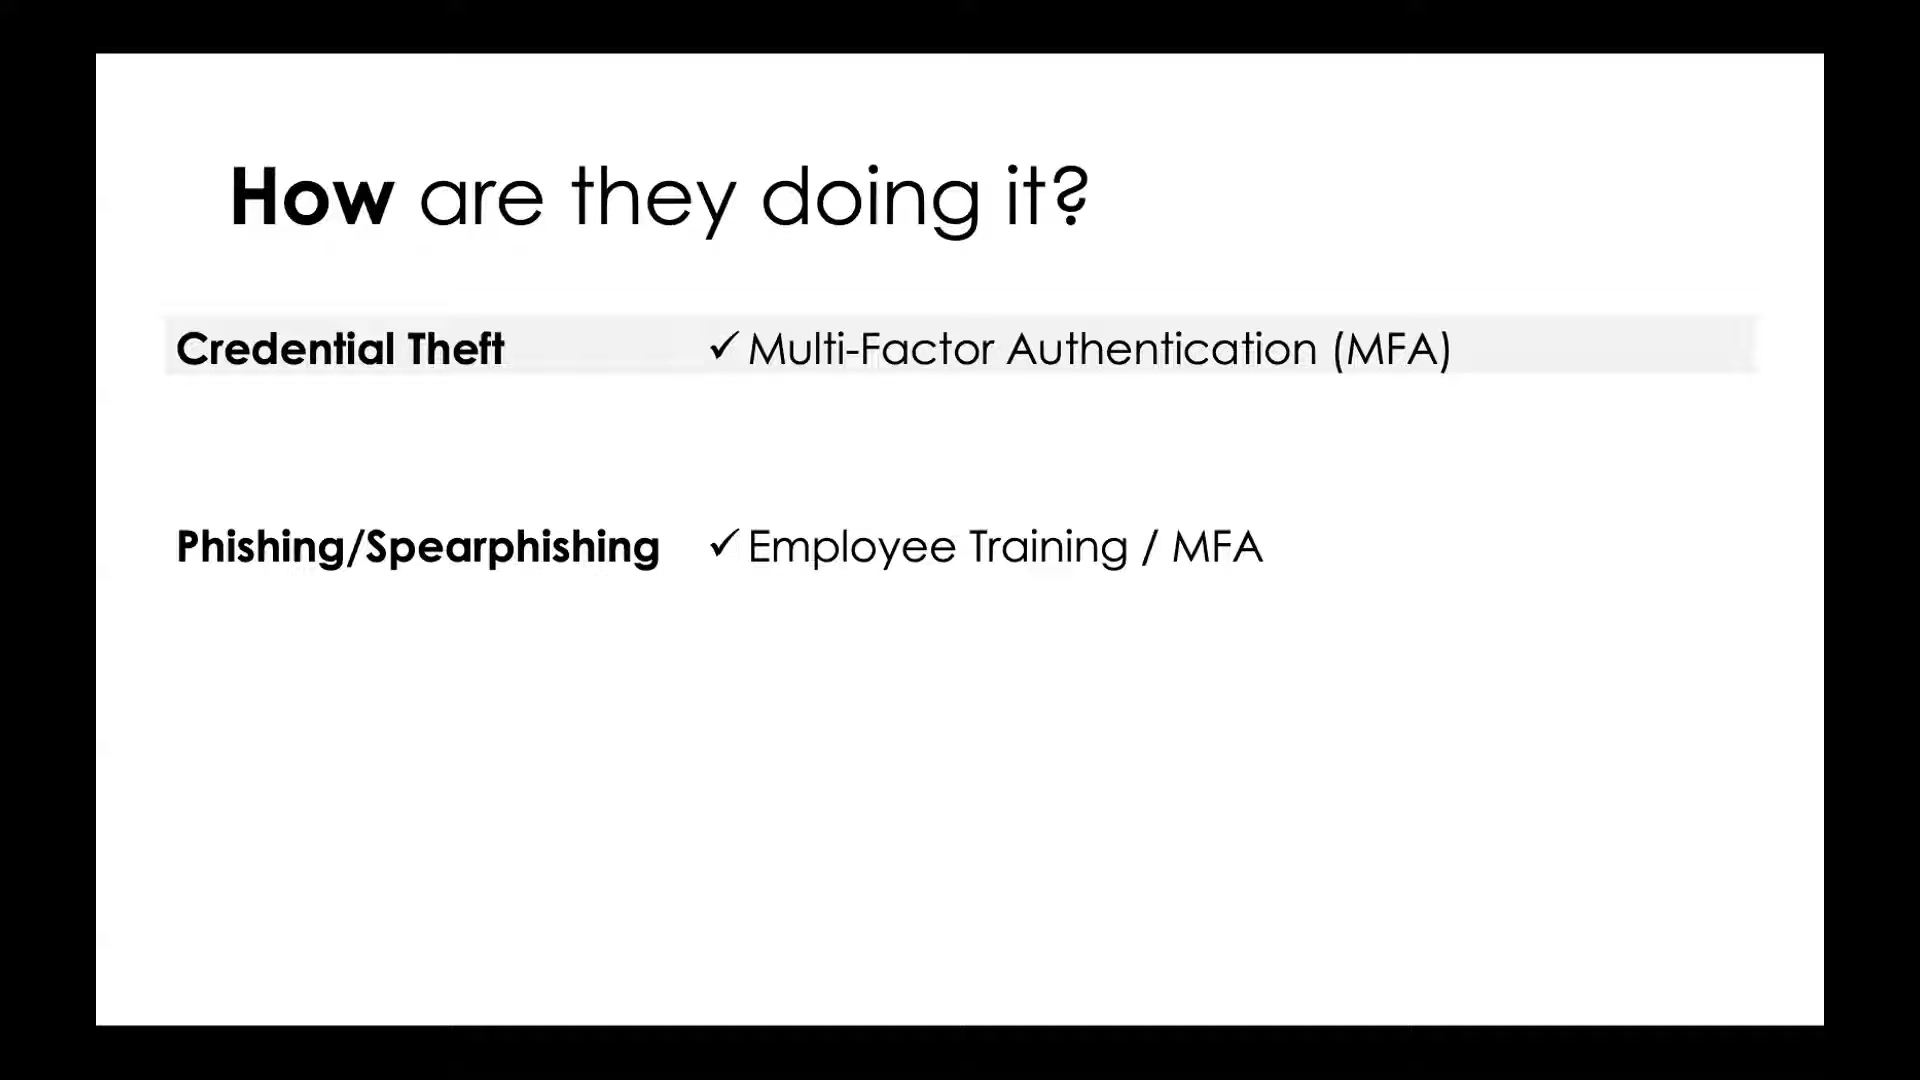 How are they doing it?
Credential Theft ✓ Multi-Factor Authentication (MFA)
Phishing/Spearphishing ✓ Employee Training / MFA